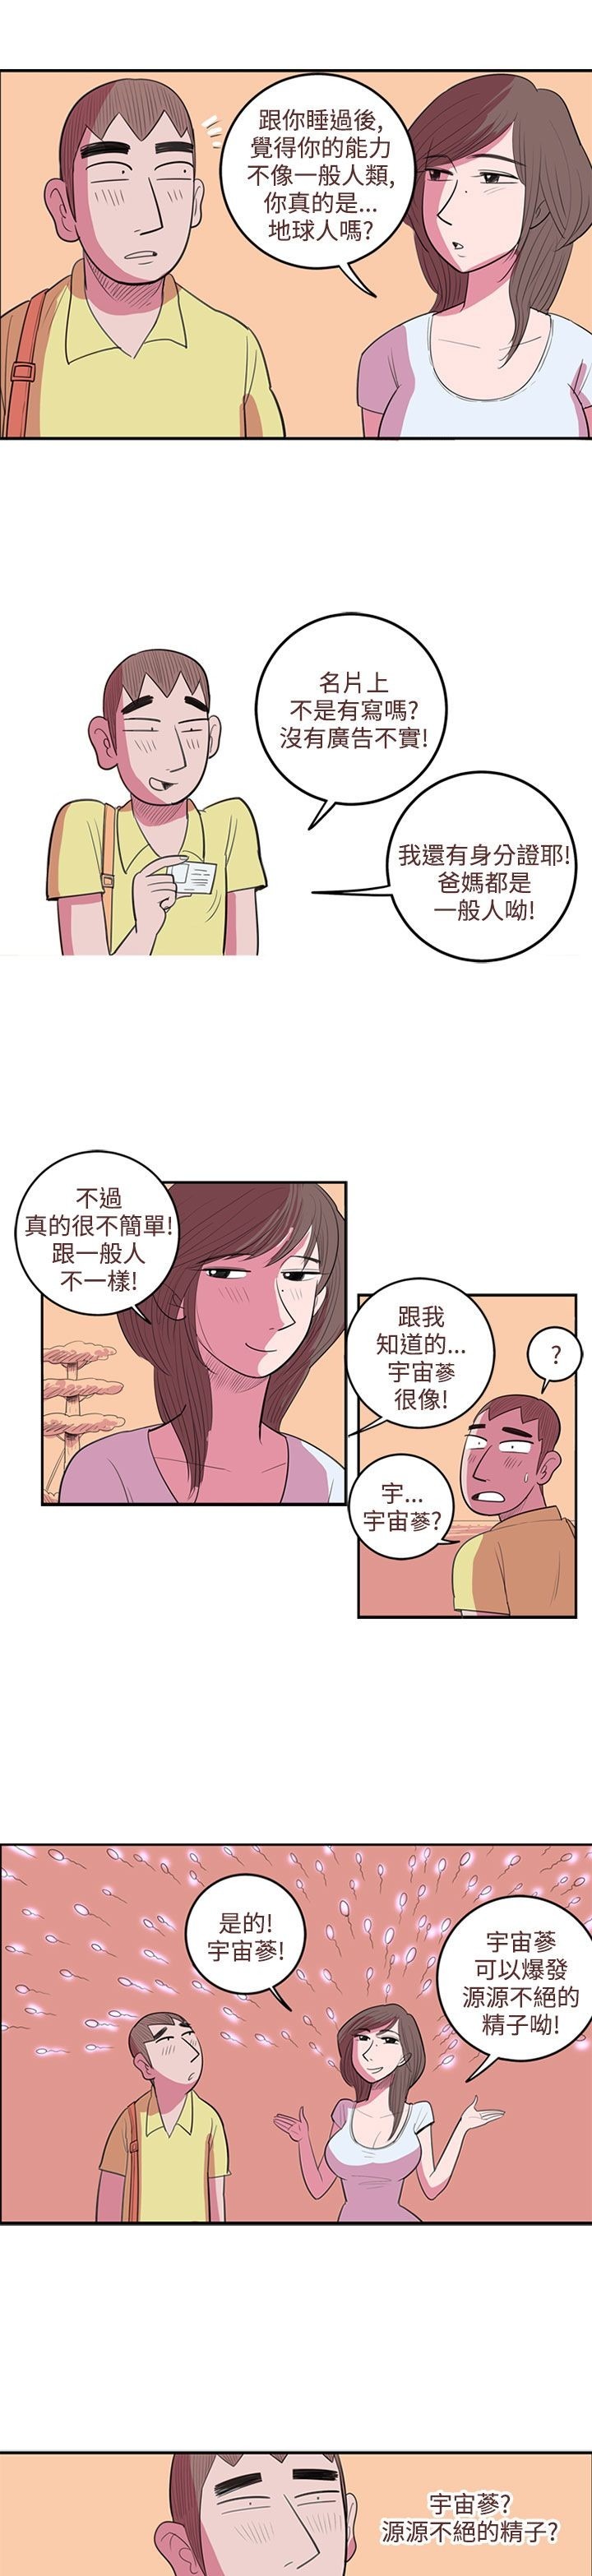 跟你睡過後,
覺得你的能力
不像一般人類,
你真的是...
地球人嗎?
名片上
不是有寫嗎?
沒有廣告不實!
我還有身分證耶!
爸媽都是
一般人呦!
不過
真的很不簡單!
跟一般人
不一樣!
跟我
知道的...
宇宙蔘
很像!
?
宇...
宇宙蔘?
是的!
宇宙蔘!
宇宙蔘
可以爆發
源源不絕的
精子呦!
宇宙蔘?
源源不絕的精子?